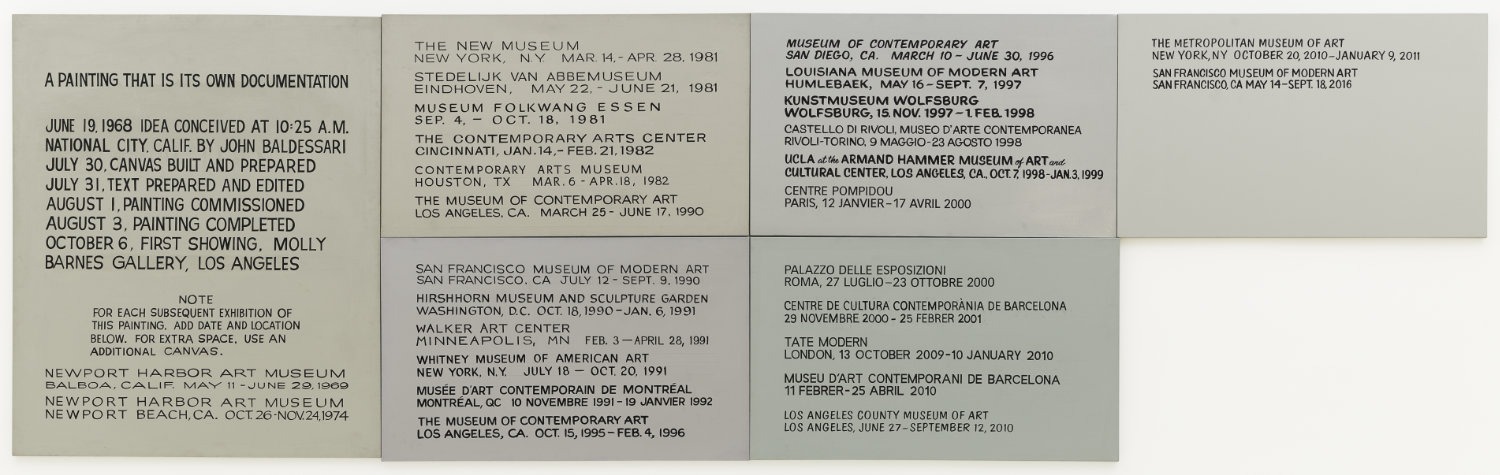 A PAINTING THAT IS ITS OWN DOCUMENTATION
JUNE 19, 1968 IDEA CONCEIVED AT 10:25 A.M.
NATIONAL CITY, CALIF. BY JOHN BALDESSARI
JULY 30, CANVAS BUILT AND PREPARED
JULY 31, TEXT PREPARED AND EDITED
AUGUST 1, PAINTING COMMISSIONED
AUGUST 3, PAINTING COMPLETED
OCTOBER 6, FIRST SHOWING, MOLLY
BARNES GALLERY, LOS ANGELES
NOTE
FOR EACH SUBSEQUENT EXHIBITION OF
THIS PAINTING, ADD DATE AND LOCATION
BELOW. FOR EXTRA SPACE, USE AN
ADDITIONAL CANVAS.
NEWPORT HARBOR ART MUSEUM
BALBOA, CALIF. MAY 11 - JUNE 29, 1969
NEWPORT HARBOR ART MUSEUM
NEWPORT BEACH, CA. OCT. 26 - NOV. 24, 1974
THE NEW MUSEUM
NEW YORK, N.Y. MAR. 14, - APR. 28, 1981
STEDELIJK VAN ABBEMUSEUM
EINDHOVEN, MAY 22, - JUNE 21, 1981
MUSEUM FOLKWANG ESSEN
SEP. 4, - OCT. 18, 1981
THE CONTEMPORARY ARTS CENTER
CINCINNATI, JAN. 14, - FEB. 21, 1982
CONTEMPORARY ARTS MUSEUM
HOUSTON, TX MAR. 6 - APR. 18, 1982
THE MUSEUM OF CONTEMPORARY ART
LOS ANGELES, CA. MARCH 25 - JUNE 17, 1990
SAN FRANCISCO MUSEUM OF MODERN ART
SAN FRANCISCO, CA JULY 12 - SEPT. 9, 1990
HIRSHHORN MUSEUM AND SCULPTURE GARDEN
WASHINGTON, D.C. OCT. 18, 1990 - JAN. 6, 1991
WALKER ART CENTER
MINNEAPOLIS, MN FEB. 3 - APRIL 28, 1991
WHITNEY MUSEUM OF AMERICAN ART
NEW YORK, N.Y. JULY 18 - OCT. 20, 1991
MUSÉE D'ART CONTEMPORAIN DE MONTRÉAL
MONTRÉAL, QC 10 NOVEMBRE 1991 - 19 JANVIER 1992
THE MUSEUM OF CONTEMPORARY ART
LOS ANGELES, CA. OCT. 15, 1995 - FEB. 4, 1996
MUSEUM OF CONTEMPORARY ART
SAN DIEGO, CA. MARCH 10 - JUNE 30, 1996
LOUISIANA MUSEUM OF MODERN ART
HUMLEBAEK, MAY 16 - SEPT. 7, 1997
KUNSTMUSEUM WOLFSBURG
WOLFSBURG, 15. NOV. 1997 - 1. FEB. 1998
CASTELLO DI RIVOLI, MUSEO D'ARTE CONTEMPORANEA
RIVOLI-TORINO, 9 MAGGIO - 23 AGOSTO 1998
UCLA at the ARMAND HAMMER MUSEUM of ART and
CULTURAL CENTER, LOS ANGELES, CA., OCT. 7, 1998 - JAN. 3, 1999
CENTRE POMPIDOU
PARIS, 12 JANVIER - 17 AVRIL 2000
PALAZZO DELLE ESPOSIZIONI
ROMA, 27 LUGLIO - 23 OTTOBRE 2000
CENTRE DE CULTURA CONTEMPORÀNIA DE BARCELONA
29 NOVEMBRE 2000 - 25 FEBRER 2001
TATE MODERN
LONDON, 13 OCTOBER 2009 - 10 JANUARY 2010
MUSEU D'ART CONTEMPORANI DE BARCELONA
11 FEBRER - 25 ABRIL 2010
LOS ANGELES COUNTY MUSEUM OF ART
LOS ANGELES, JUNE 27 - SEPTEMBER 12, 2010
THE METROPOLITAN MUSEUM OF ART
NEW YORK, NY OCTOBER 20, 2010 - JANUARY 9, 2011
SAN FRANCISCO MUSEUM OF MODERN ART
SAN FRANCISCO, CA MAY 14 - SEPT. 18, 2016